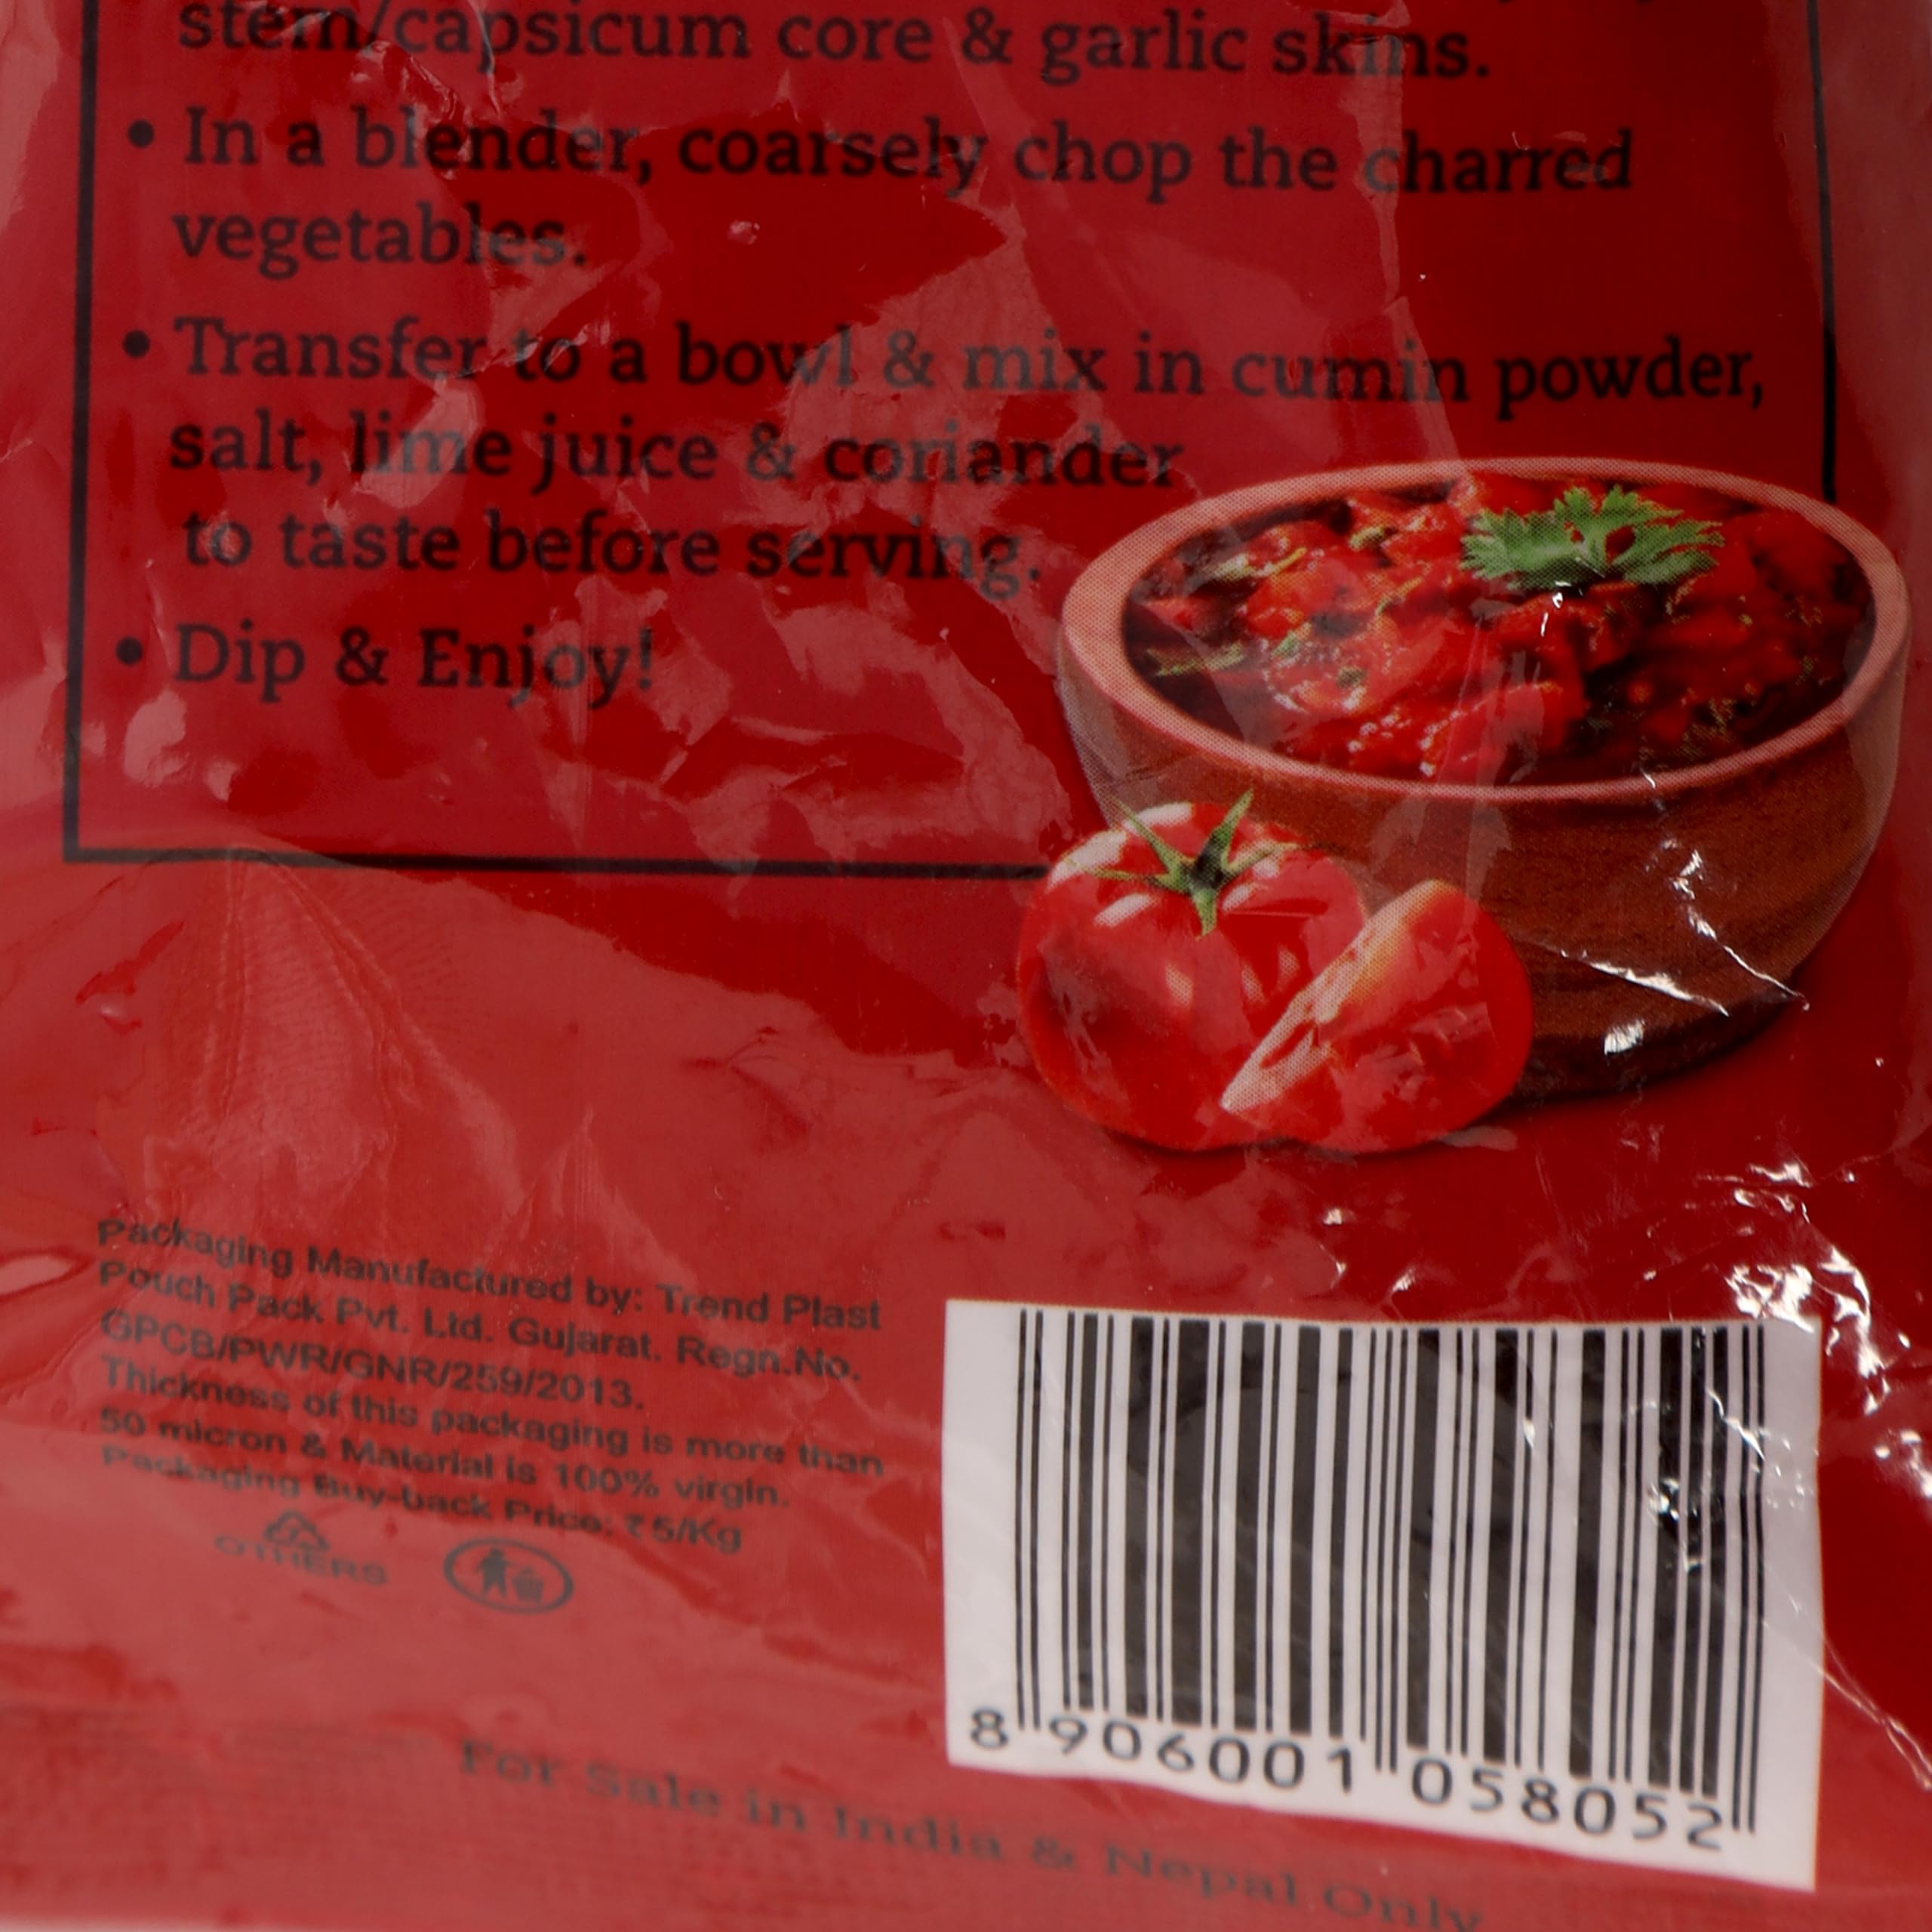 stem/capsicum core & garlic skins.
• In a blender, coarsely chop the charred
vegetables.
• Transfer to a bowl & mix in cumin powder,
salt, lime juice & coriander
to taste before serving.
• Dip & Enjoy!
Packaging Manufactured by: Trend Plast
Pouch Pack Pvt. Ltd. Gujarat. Regn.No.
GPCB/PWR/GNR/259/2013.
Thickness of this packaging is more than
50 micron & Material is 100% virgin.
Packaging Buy-back Price: ₹5/Kg
OTHERS
8 906001 058052
For Sale in India & Nepal Only